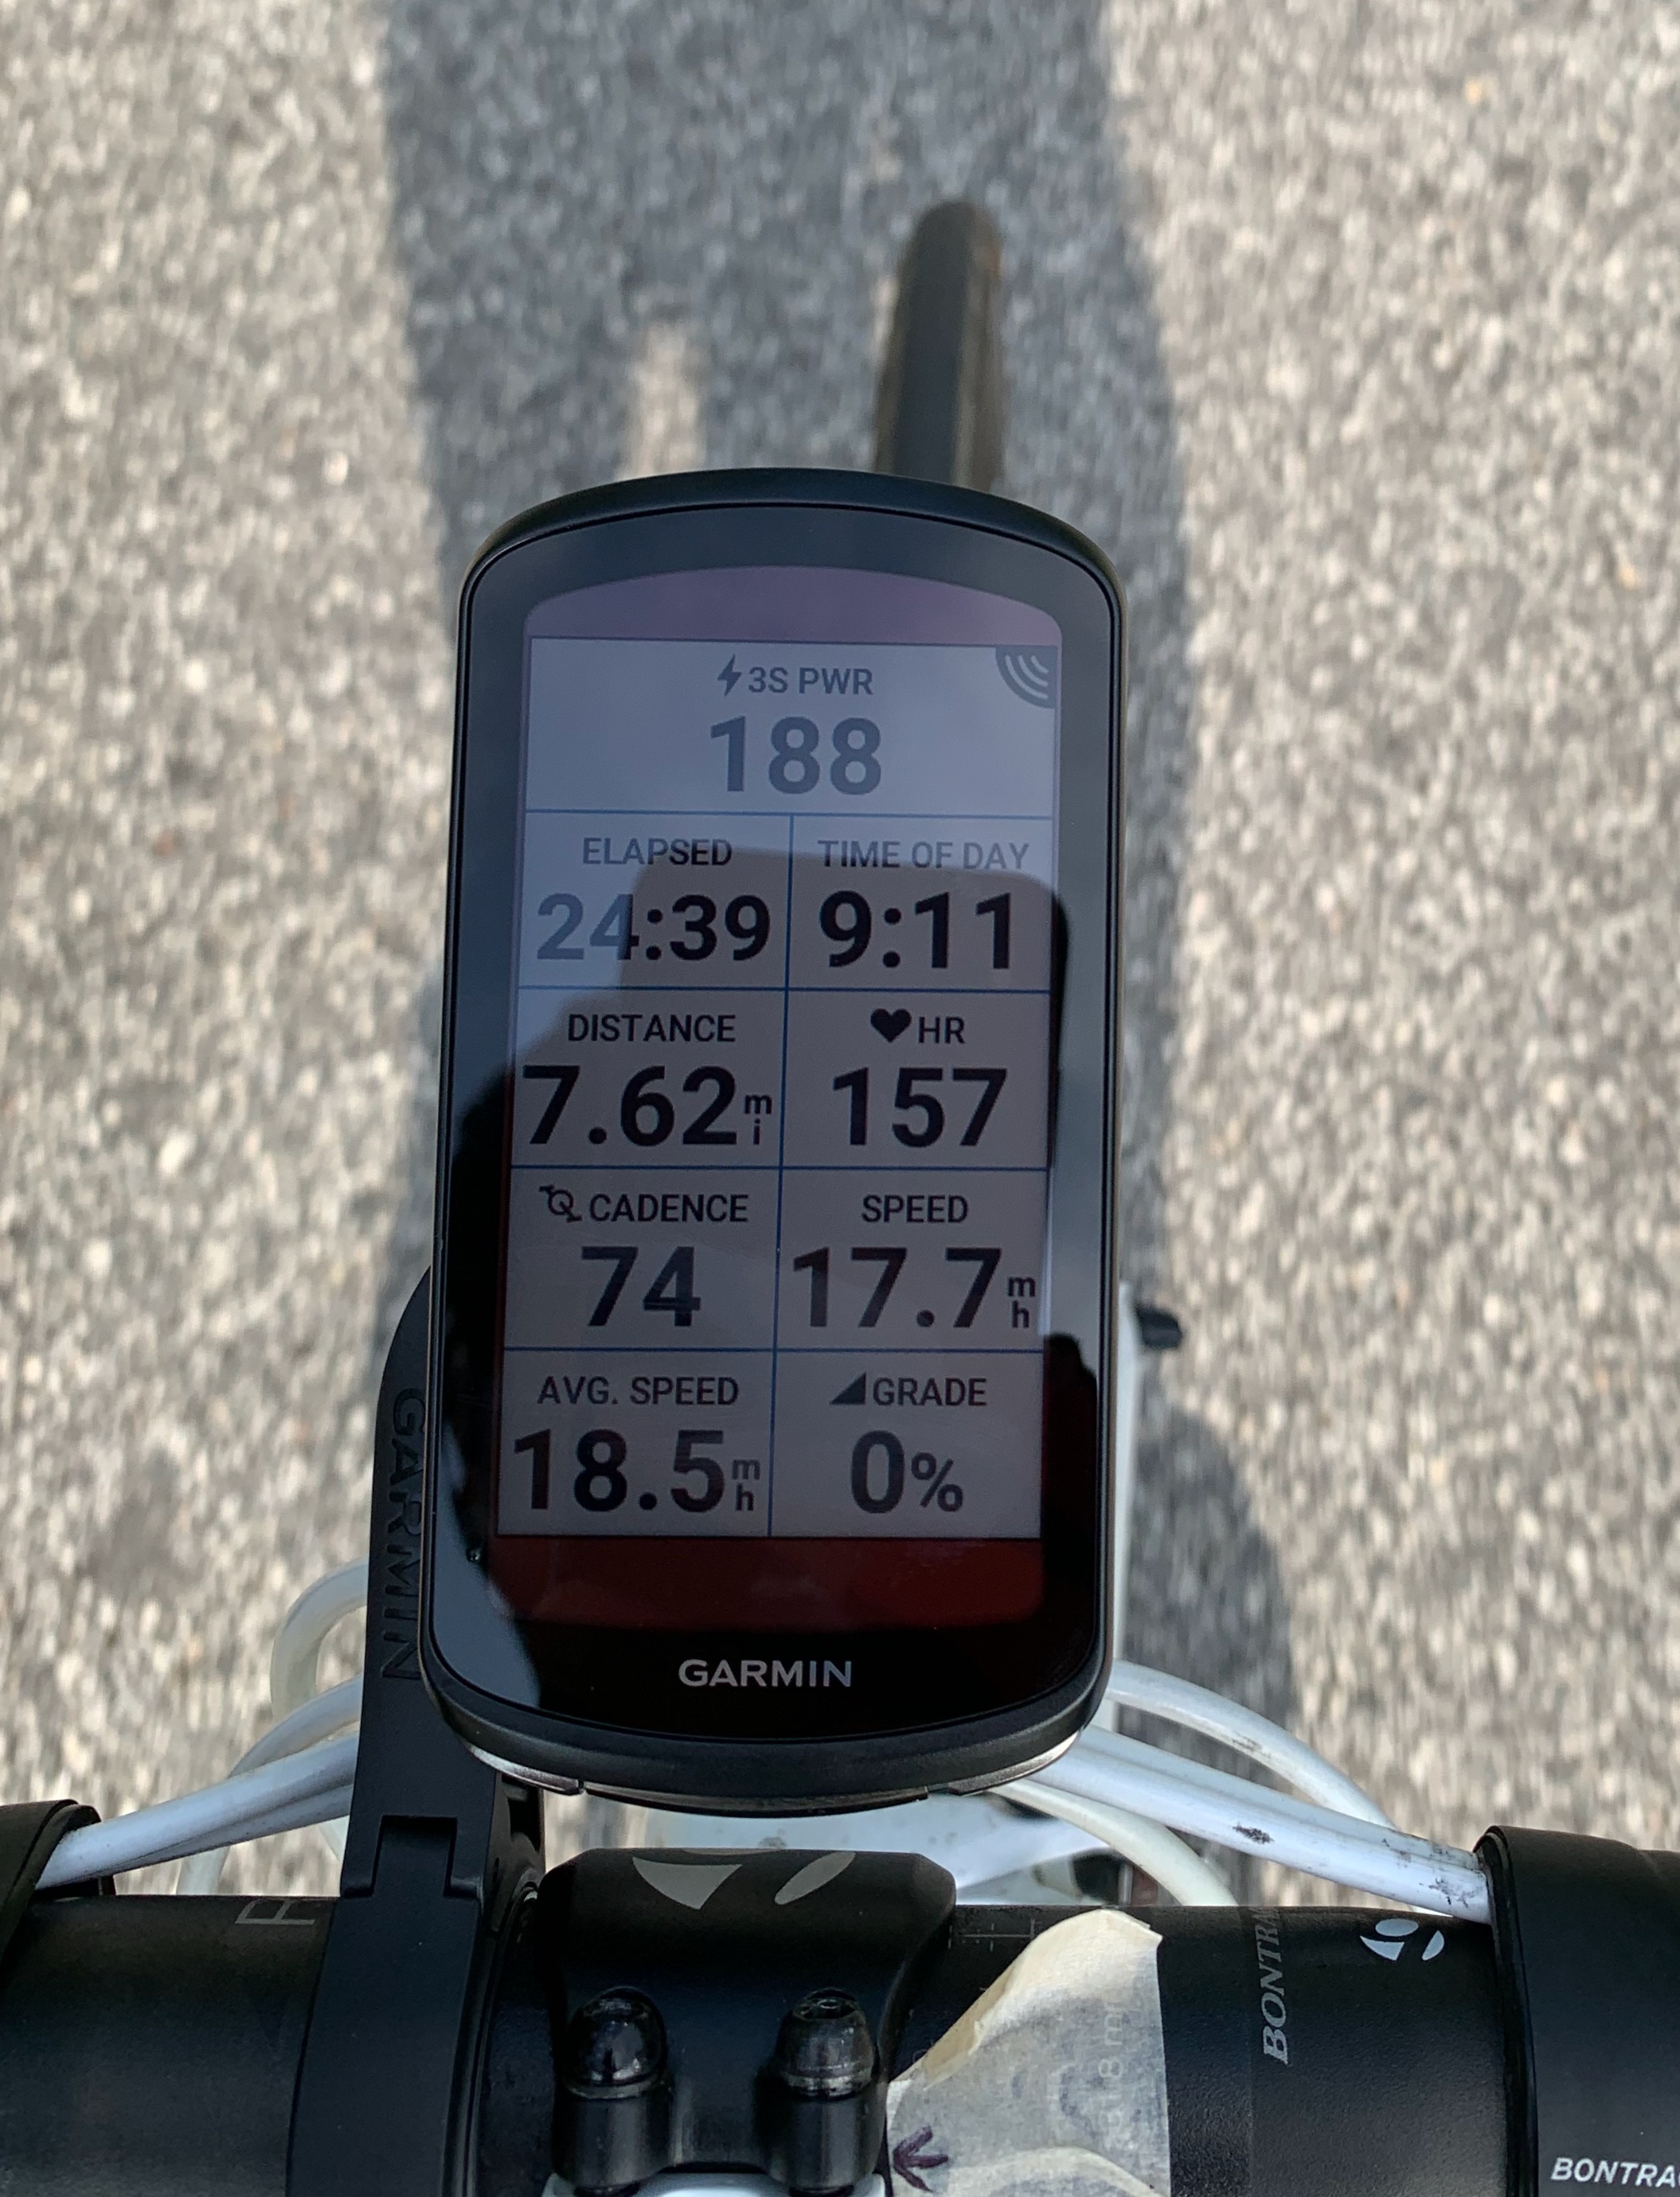 3S PWR
188
ELAPSED
24:39
TIME OF DAY
9:11
DISTANCE
7.62 mi
HR
157
CADENCE
74
SPEED
17.7 mh
AVG. SPEED
18.5 mh
GRADE
0%
GARMIN
GARMIN
BONTRA
BONTRA